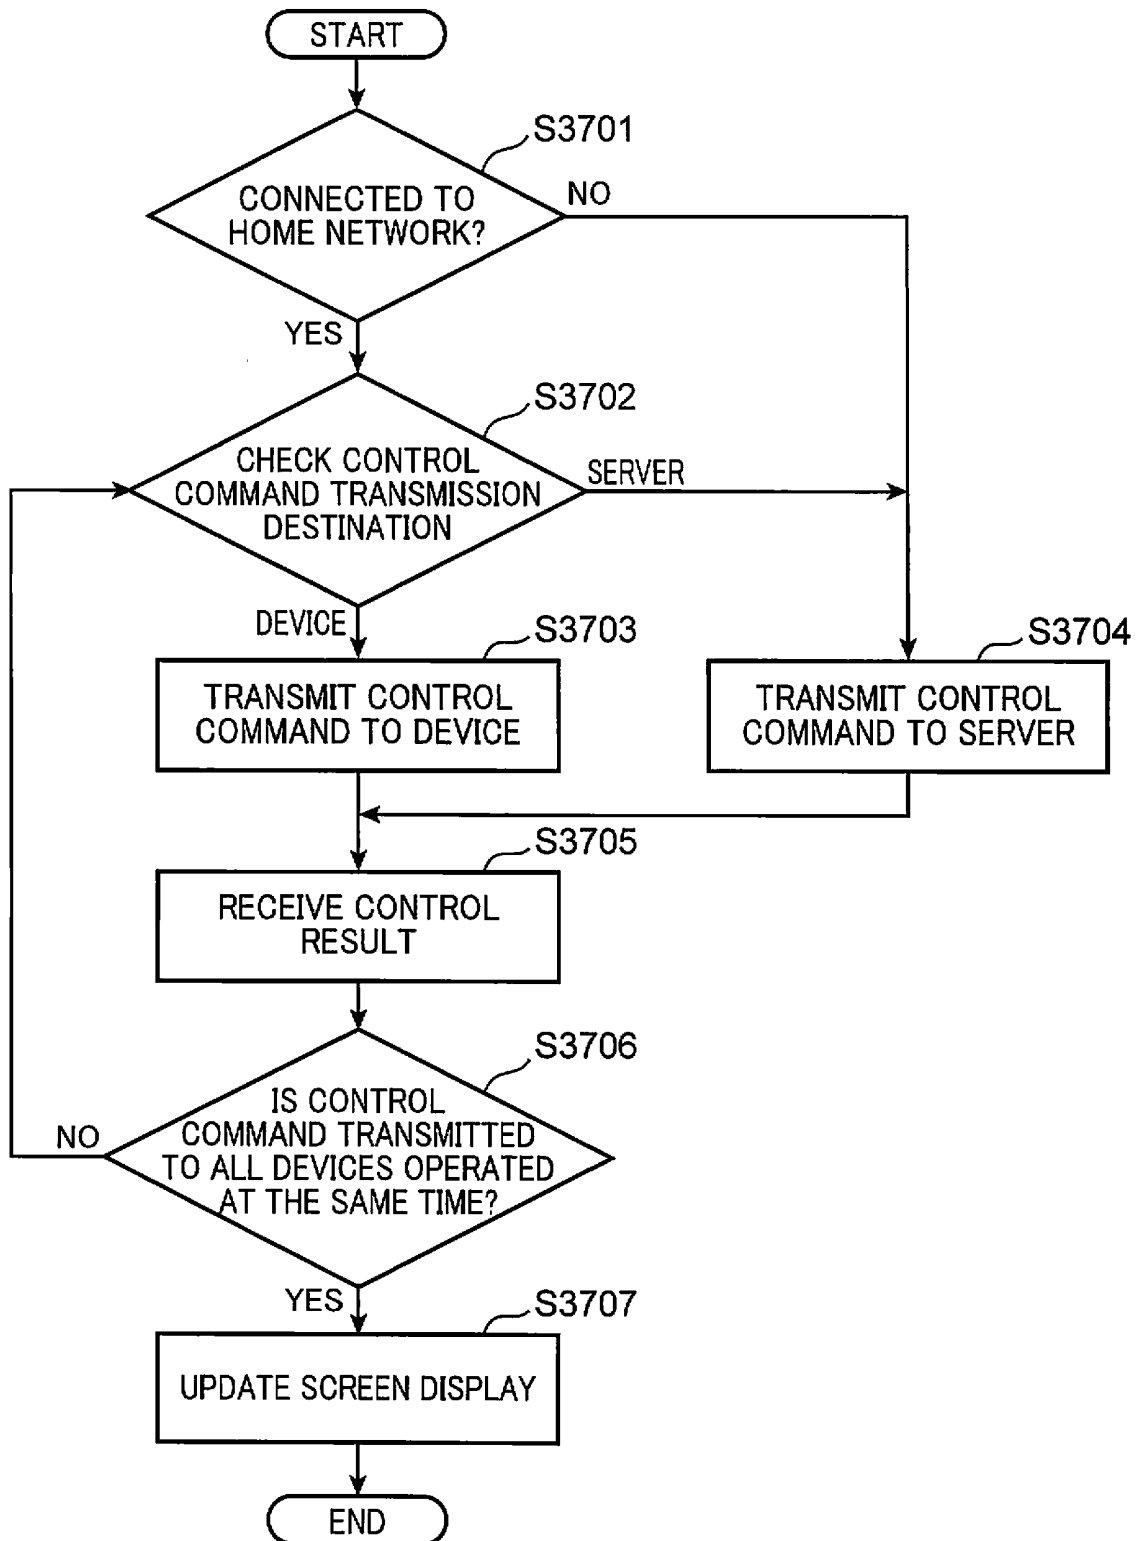 START
S3701
CONNECTED TO
HOME NETWORK?
NO
YES
S3702
CHECK CONTROL
COMMAND TRANSMISSION
DESTINATION
SERVER
DEVICE
S3703
TRANSMIT CONTROL
COMMAND TO DEVICE
S3704
TRANSMIT CONTROL
COMMAND TO SERVER
S3705
RECEIVE CONTROL
RESULT
S3706
IS CONTROL
COMMAND TRANSMITTED
TO ALL DEVICES OPERATED
AT THE SAME TIME?
NO
YES
S3707
UPDATE SCREEN DISPLAY
END